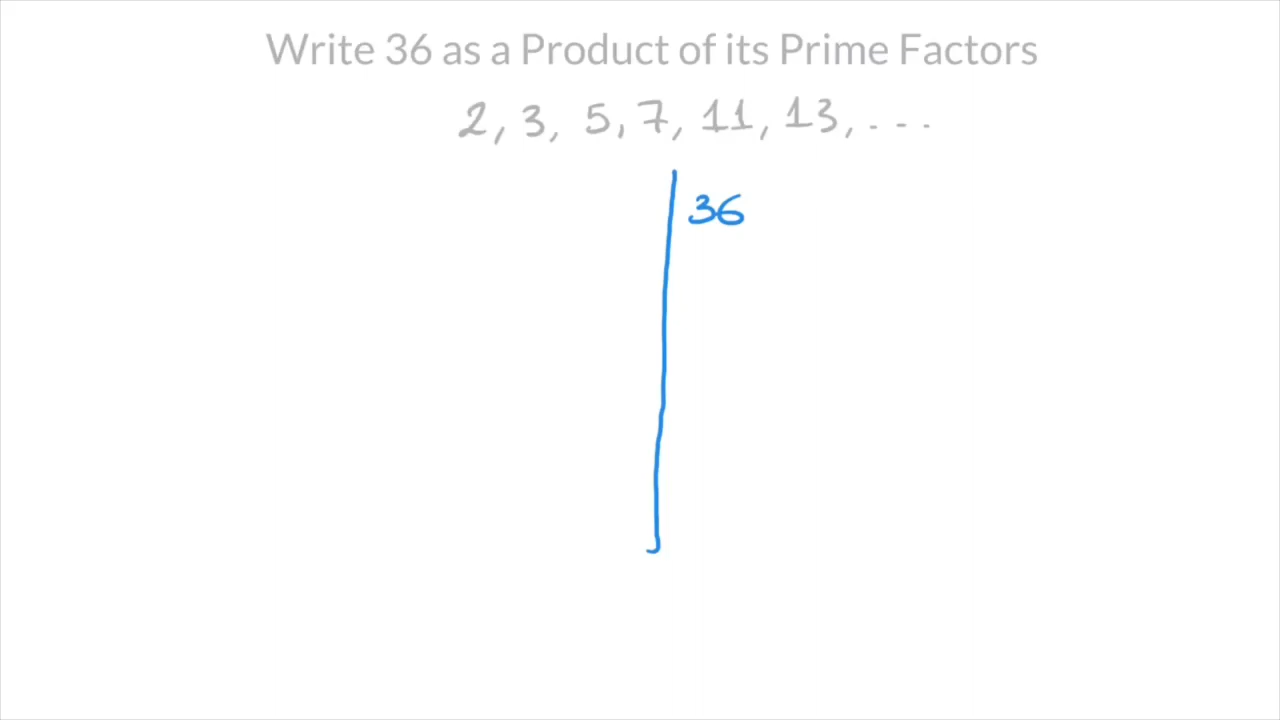 Write 36 as a Product of its Prime Factors
2, 3, 5, 7, 11, 13, ...
36